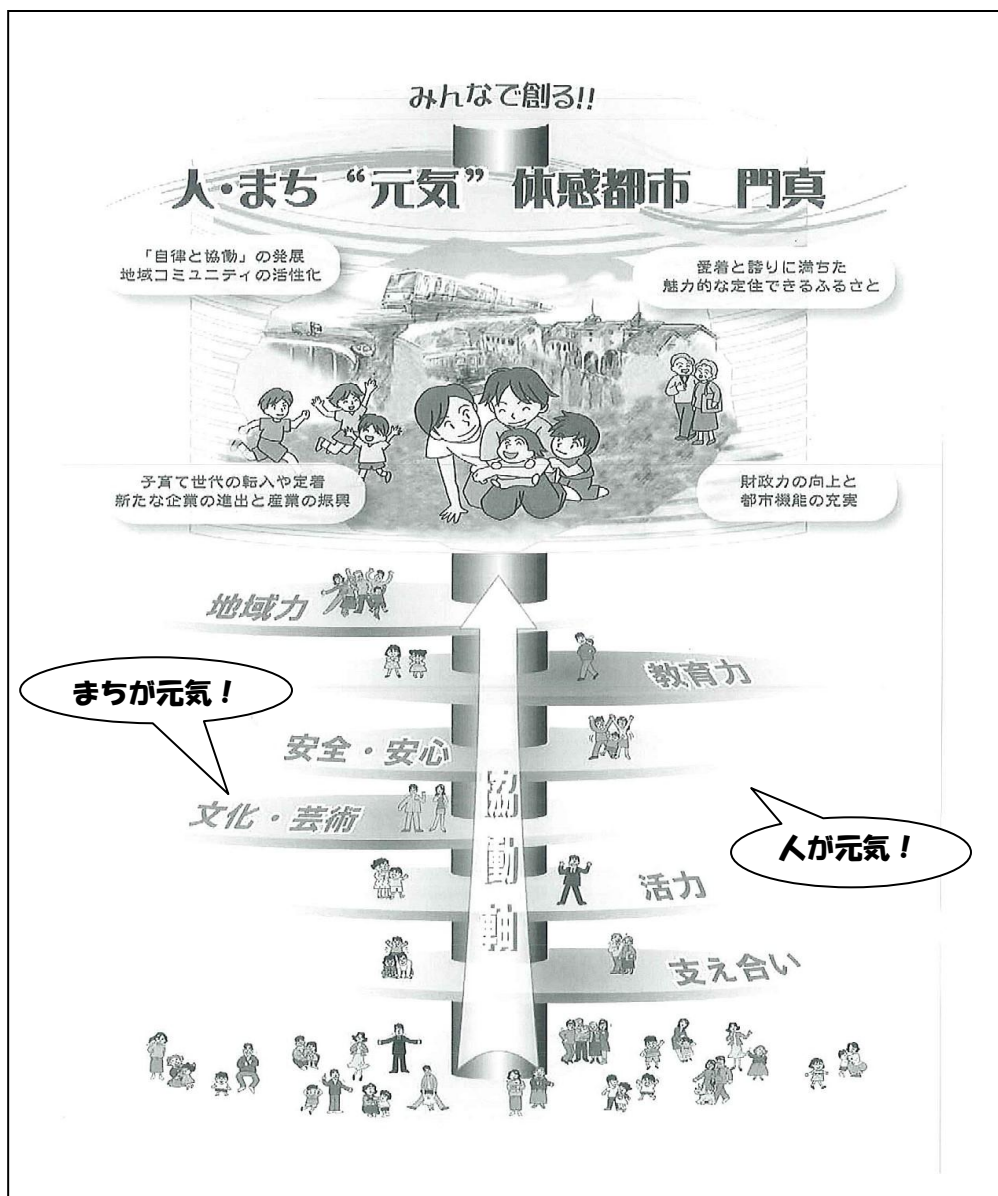 みんなで創る!!
人・まち “元気” 体感都市　門真
「自律と協働」の発展
地域コミュニティの活性化
愛着と誇りに満ちた
魅力的な定住できるふるさと
子育て世代の転入や定着
新たな企業の進出と産業の振興
財政力の向上と
都市機能の充実
地域力
教育力
まちが元気！
安全・安心
文化・芸術
人が元気！
活力
支え合い
協働軸